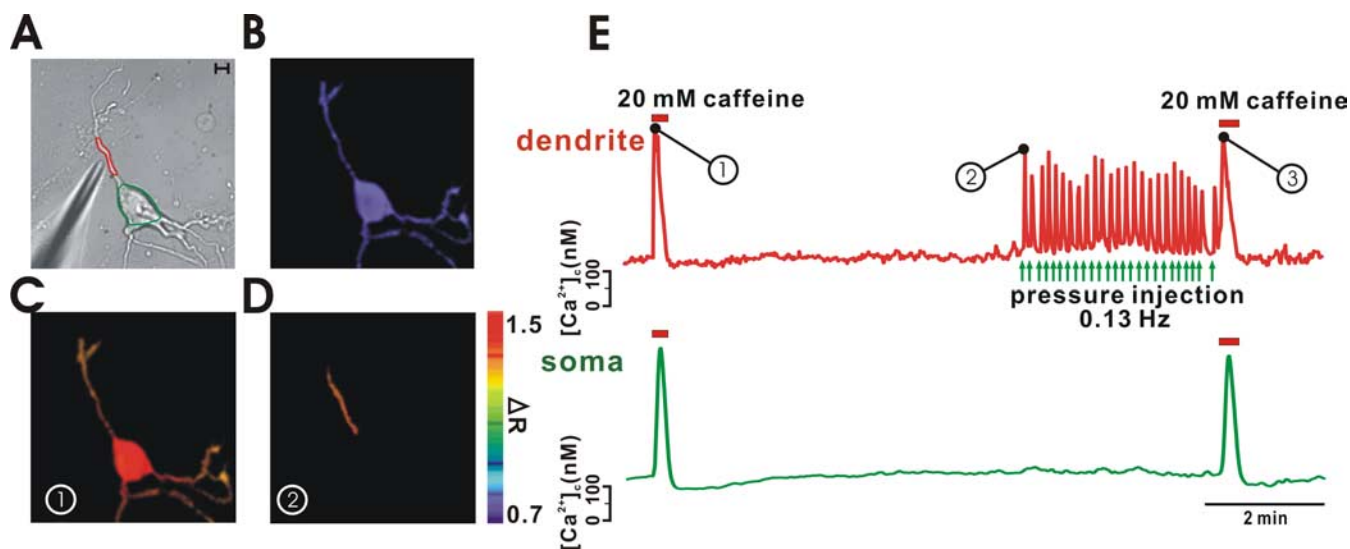 A
B
C
①
D
②
1.5
ΔR
0.7
E
20 mM caffeine
20 mM caffeine
dendrite
①
②
③
[Ca²⁺]c(nM)
0 100
pressure injection
0.13 Hz
soma
[Ca²⁺]c(nM)
0 100
2 min